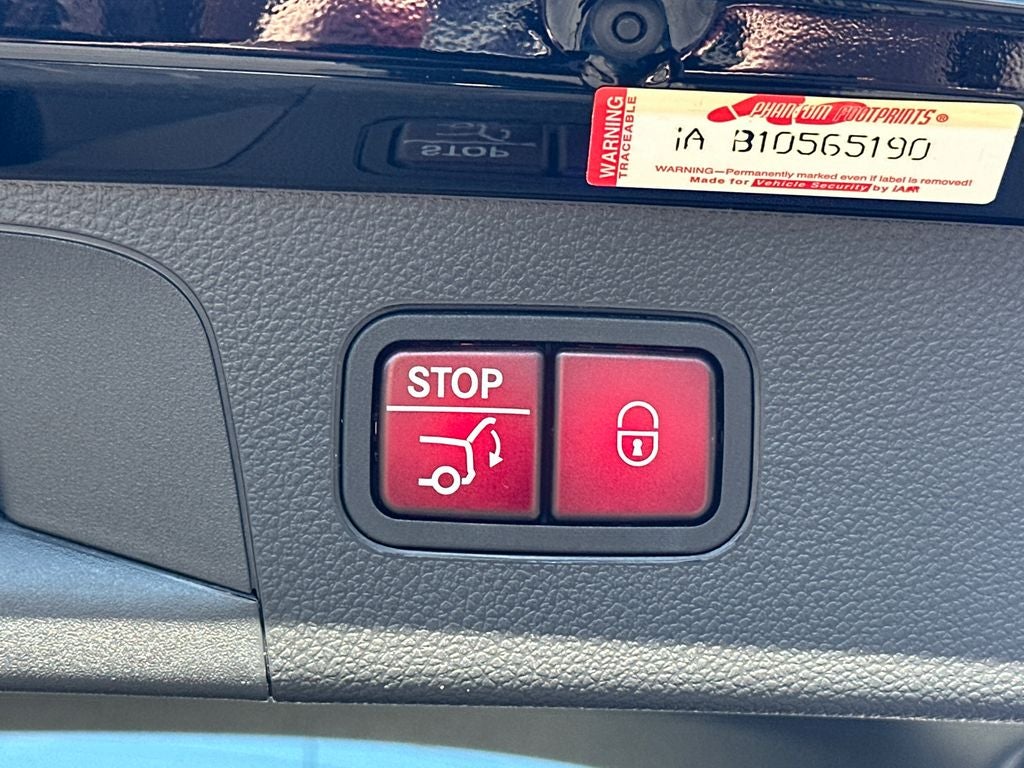 WARNING
TRACEABLE
PHANTOM FOOTPRINTS®
iA B10565190
WARNING—Permanently marked even if label is removed!
Made for Vehicle Security by IAM
STOP
STOP